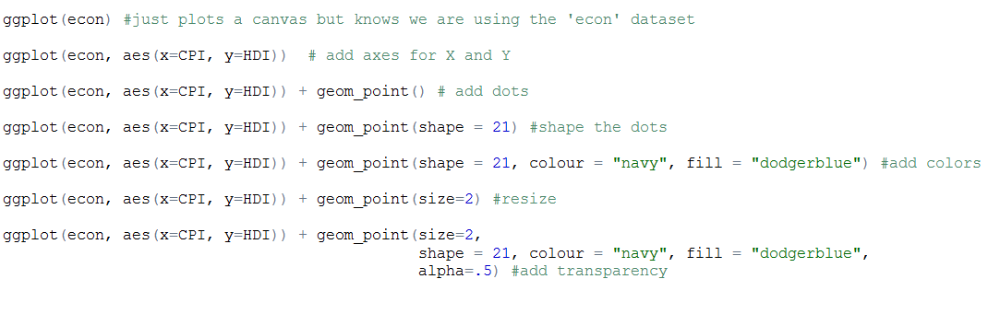 ggplot(econ) #just plots a canvas but knows we are using the 'econ' dataset
ggplot(econ, aes(x=CPI, y=HDI))  # add axes for X and Y
ggplot(econ, aes(x=CPI, y=HDI)) + geom_point() # add dots
ggplot(econ, aes(x=CPI, y=HDI)) + geom_point(shape = 21) #shape the dots
ggplot(econ, aes(x=CPI, y=HDI)) + geom_point(shape = 21, colour = "navy", fill = "dodgerblue") #add colors
ggplot(econ, aes(x=CPI, y=HDI)) + geom_point(size=2) #resize
ggplot(econ, aes(x=CPI, y=HDI)) + geom_point(size=2,
shape = 21, colour = "navy", fill = "dodgerblue",
alpha=.5) #add transparency